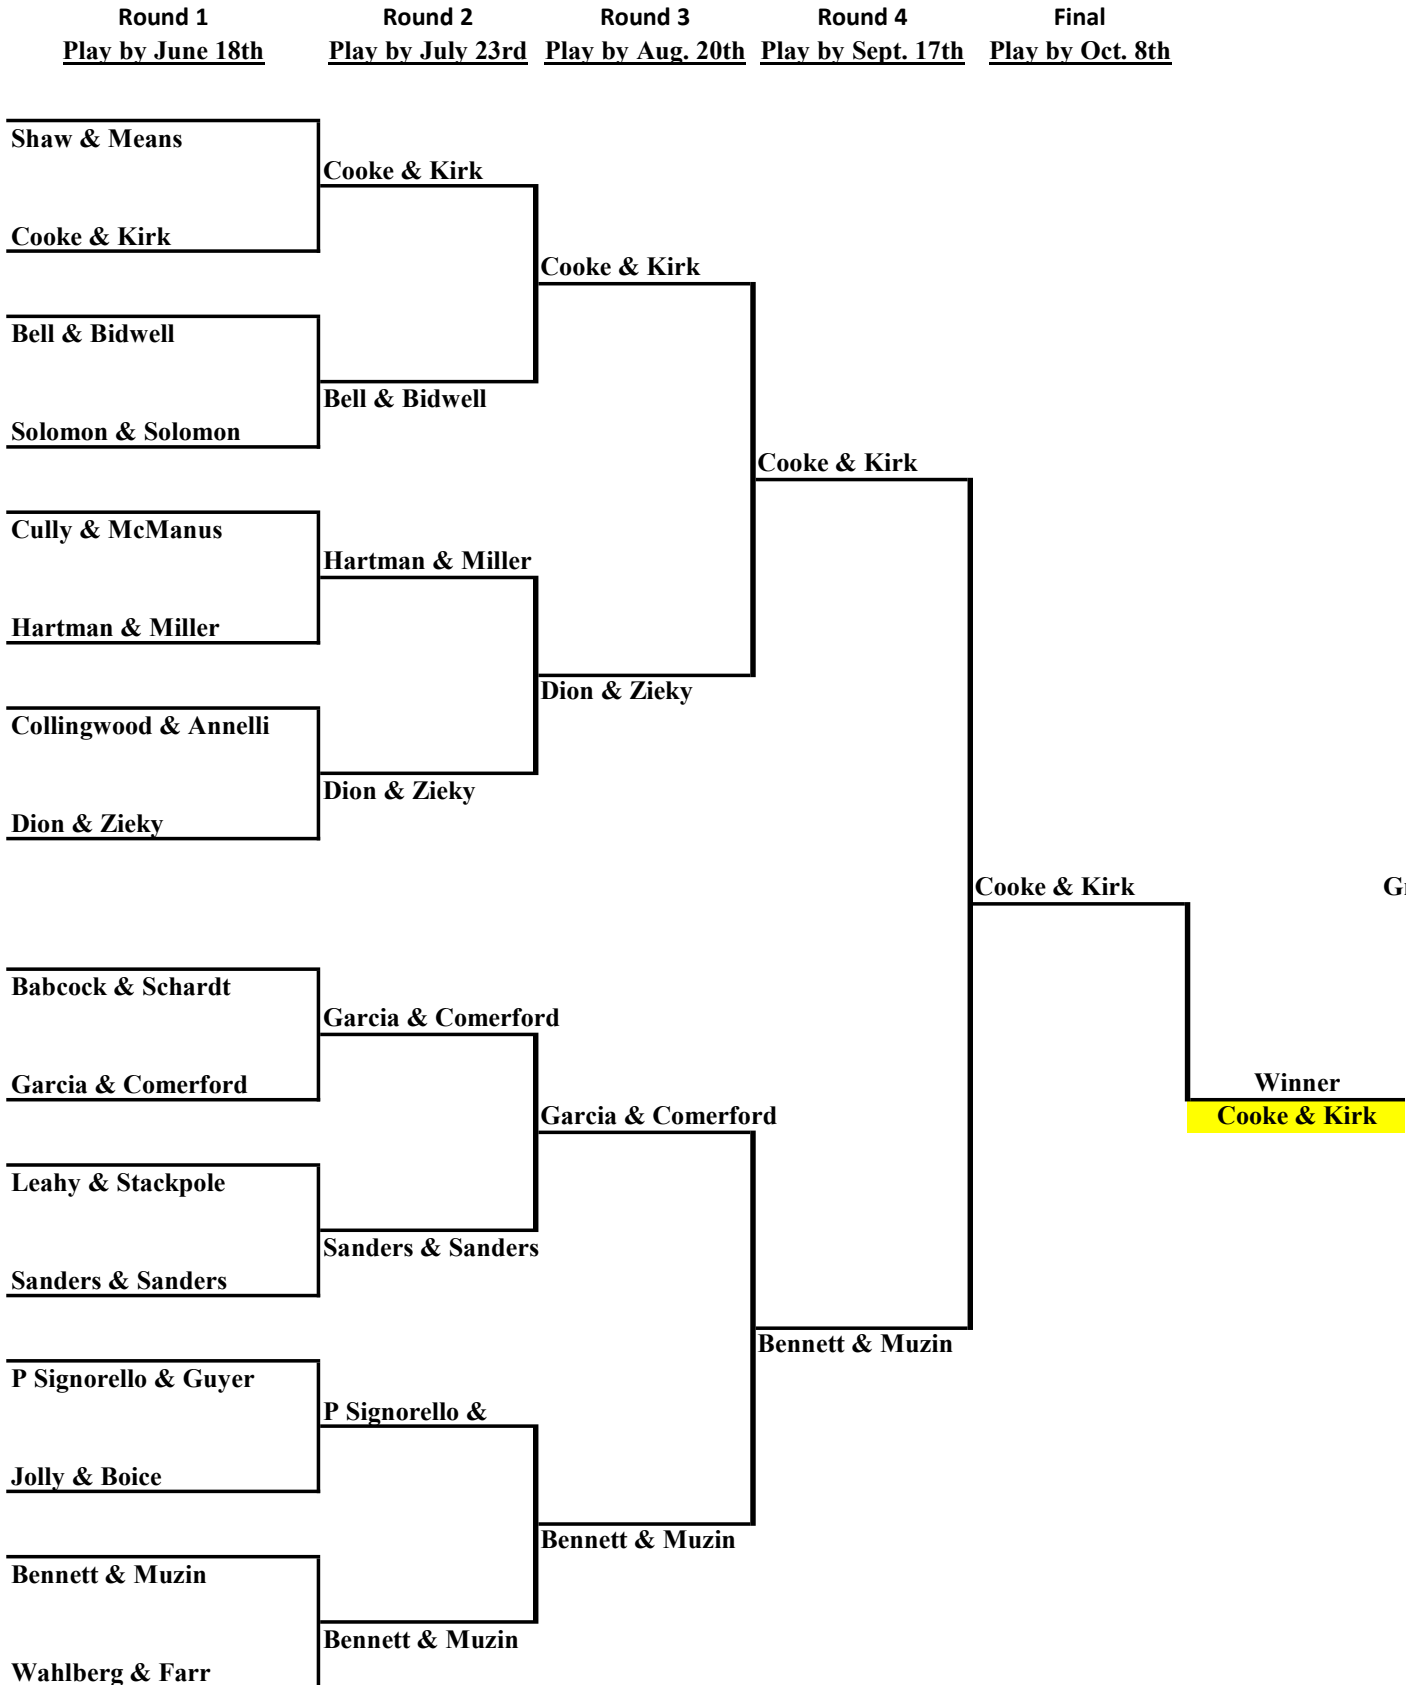 Round 1 Round 2 Round 3 Round 4 Final
Play by June 18th Play by July 23rd Play by Aug. 20th Play by Sept. 17th Play by Oct. 8th
Shaw & Means
Cooke & Kirk
Cooke & Kirk
Cooke & Kirk
Bell & Bidwell
Bell & Bidwell
Solomon & Solomon
Cooke & Kirk
Cully & McManus
Hartman & Miller
Hartman & Miller
Dion & Zieky
Collingwood & Annelli
Dion & Zieky
Dion & Zieky
Cooke & Kirk
Babcock & Schardt
Garcia & Comerford
Garcia & Comerford
Winner
Garcia & Comerford
Cooke & Kirk
Leahy & Stackpole
Sanders & Sanders
Sanders & Sanders
Bennett & Muzin
P Signorello & Guyer
P Signorello &
Jolly & Boice
Bennett & Muzin
Bennett & Muzin
Bennett & Muzin
Wahlberg & Farr